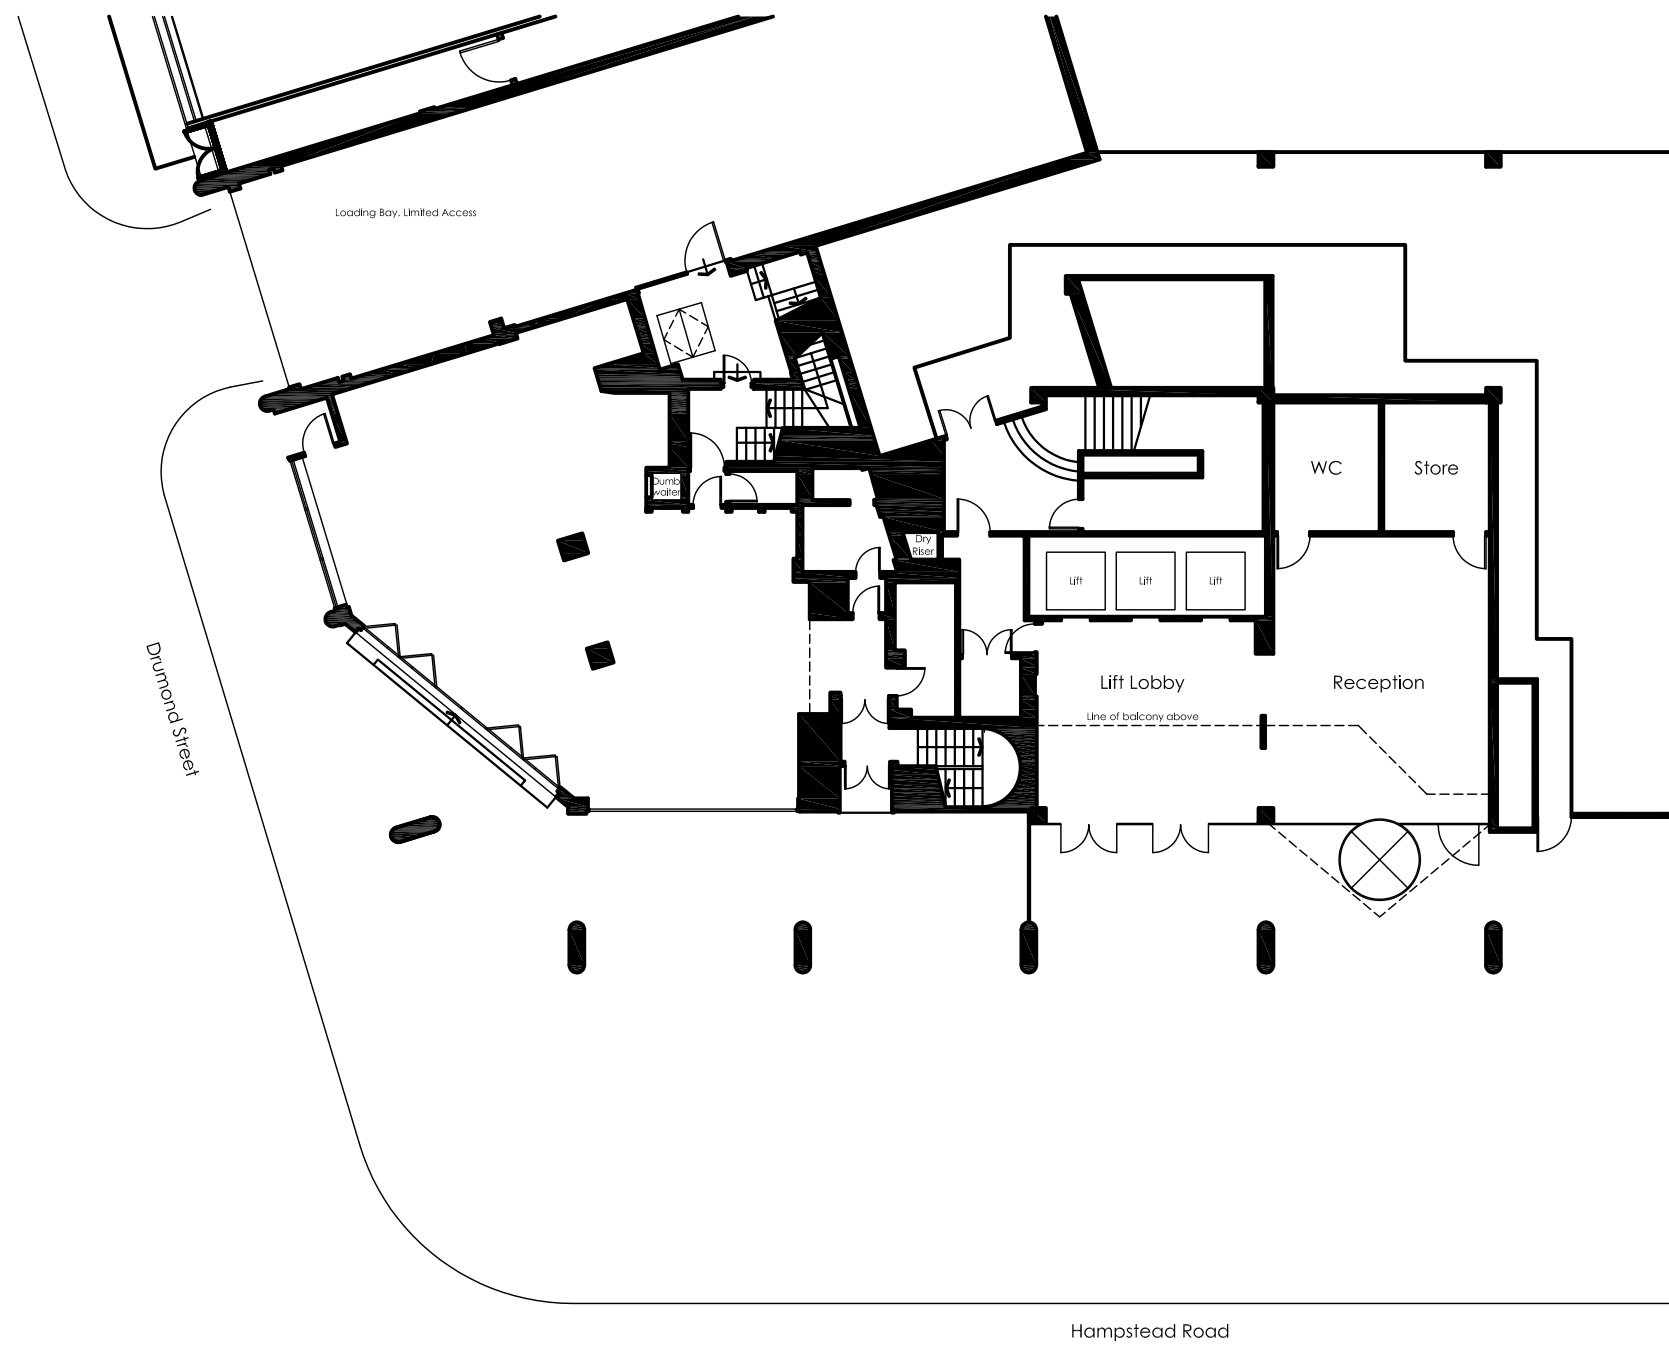 Loading Bay. Limited Access
WC
Store
Dumb
waiter
Dry
Riser
Lift
Lift
Lift
Drumond Street
Lift Lobby
Reception
Line of balcony above
Hampstead Road